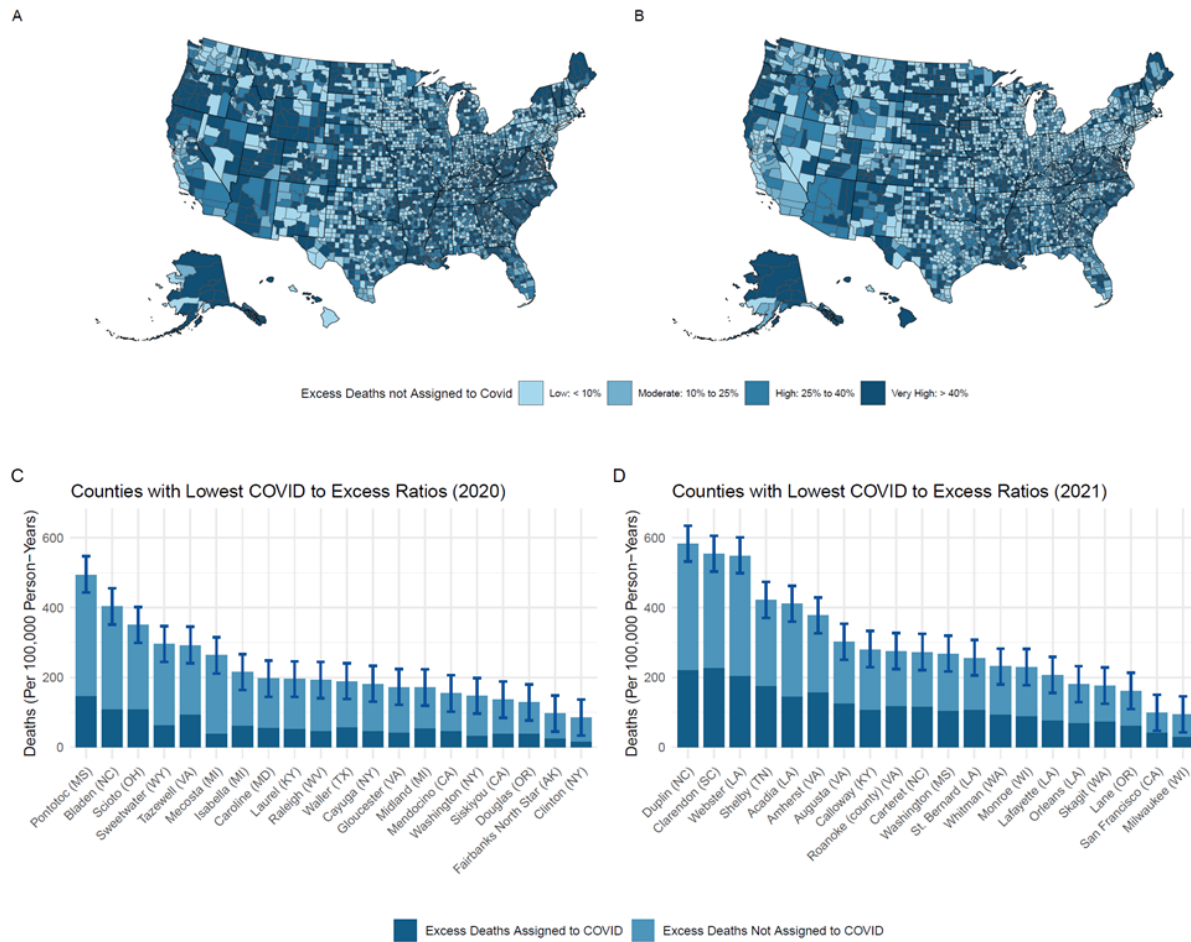 A
B
Excess Deaths not Assigned to Covid
Low: < 10%
Moderate: 10% to 25%
High: 25% to 40%
Very High: > 40%
C
Counties with Lowest COVID to Excess Ratios (2020)
Deaths (Per 100,000 Person−Years)
600
400
200
0
Pontotoc (MS)
Bladen (NC)
Scioto (OH)
Sweetwater (WY)
Tazewell (VA)
Mecosta (MI)
Isabella (MI)
Caroline (MD)
Laurel (KY)
Raleigh (WV)
Waller (TX)
Cayuga (NY)
Gloucester (VA)
Midland (MI)
Mendocino (CA)
Washington (NY)
Siskiyou (CA)
Douglas (OR)
Fairbanks North Star (AK)
Clinton (NY)
D
Counties with Lowest COVID to Excess Ratios (2021)
Deaths (Per 100,000 Person−Years)
600
400
200
0
Duplin (NC)
Clarendon (SC)
Webster (LA)
Shelby (TN)
Acadia (LA)
Amherst (VA)
Augusta (VA)
Calloway (KY)
Roanoke (county) (VA)
Carteret (NC)
Washington (MS)
St. Bernard (LA)
Whitman (WA)
Monroe (WI)
Lafayette (LA)
Orleans (LA)
Skagit (WA)
Lane (OR)
San Francisco (CA)
Milwaukee (WI)
Excess Deaths Assigned to COVID
Excess Deaths Not Assigned to COVID